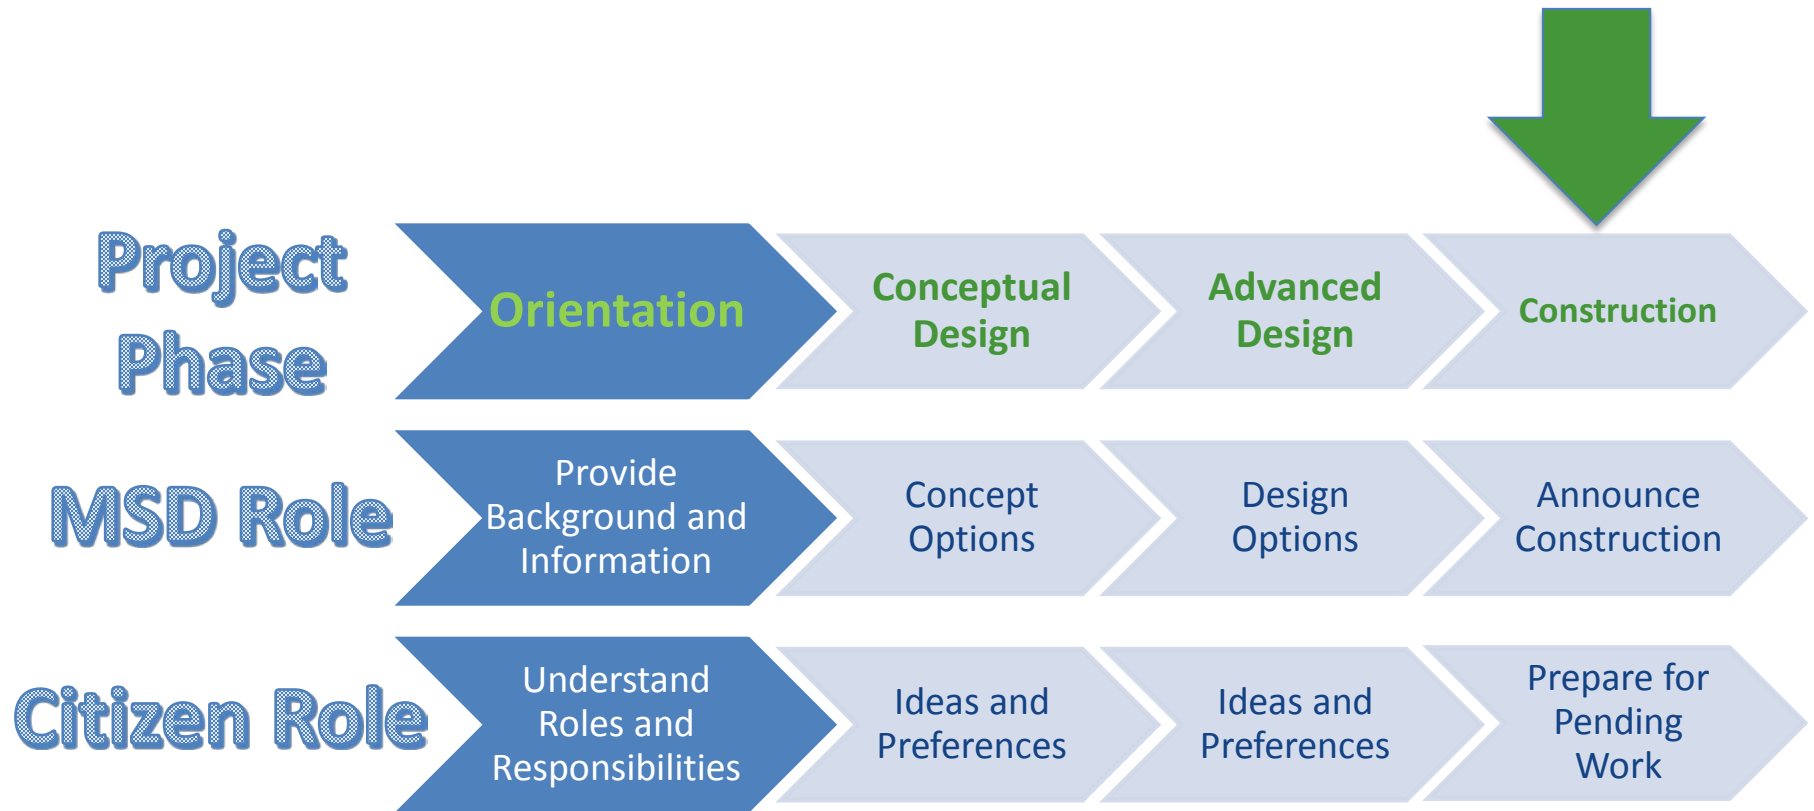 Project
Phase
Orientation
Conceptual
Design
Advanced
Design
Construction
MSD Role
Provide
Background and
Information
Concept
Options
Design
Options
Announce
Construction
Citizen Role
Understand
Roles and
Responsibilities
Ideas and
Preferences
Ideas and
Preferences
Prepare for
Pending
Work